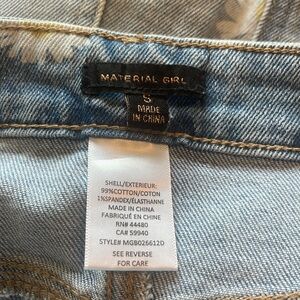 MATERIAL GIRL
S
MADE
IN CHINA
SHELL/EXTERIEUR:
99%COTTON/COTON
1%SPANDEX/ÉLASTHANNE
MADE IN CHINA
FABRIQUÉ EN CHINE
RN# 44480
CA# 59940
STYLE# MGB026612D
SEE REVERSE
FOR CARE